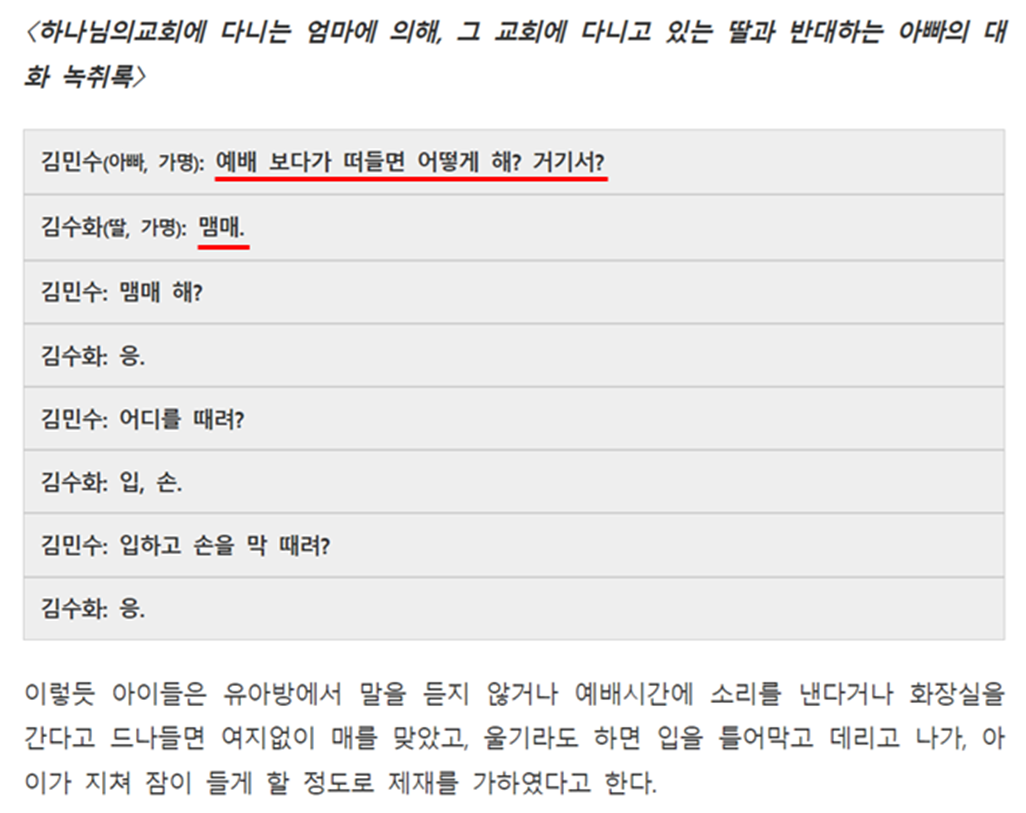 <하나님의교회에 다니는 엄마에 의해, 그 교회에 다니고 있는 딸과 반대하는 아빠의 대
화 녹취록>
김민수(아빠, 가명): 예배 보다가 떠들면 어떻게 해? 거기서?
김수화(딸, 가명): 맴매.
김민수: 맴매 해?
김수화: 응.
김민수: 어디를 때려?
김수화: 입, 손.
김민수: 입하고 손을 막 때려?
김수화: 응.
이렇듯 아이들은 유아방에서 말을 듣지 않거나 예배시간에 소리를 낸다거나 화장실을
간다고 드나들면 여지없이 매를 맞았고, 울기라도 하면 입을 틀어막고 데리고 나가, 아
이가 지쳐 잠이 들게 할 정도로 제재를 가하였다고 한다.